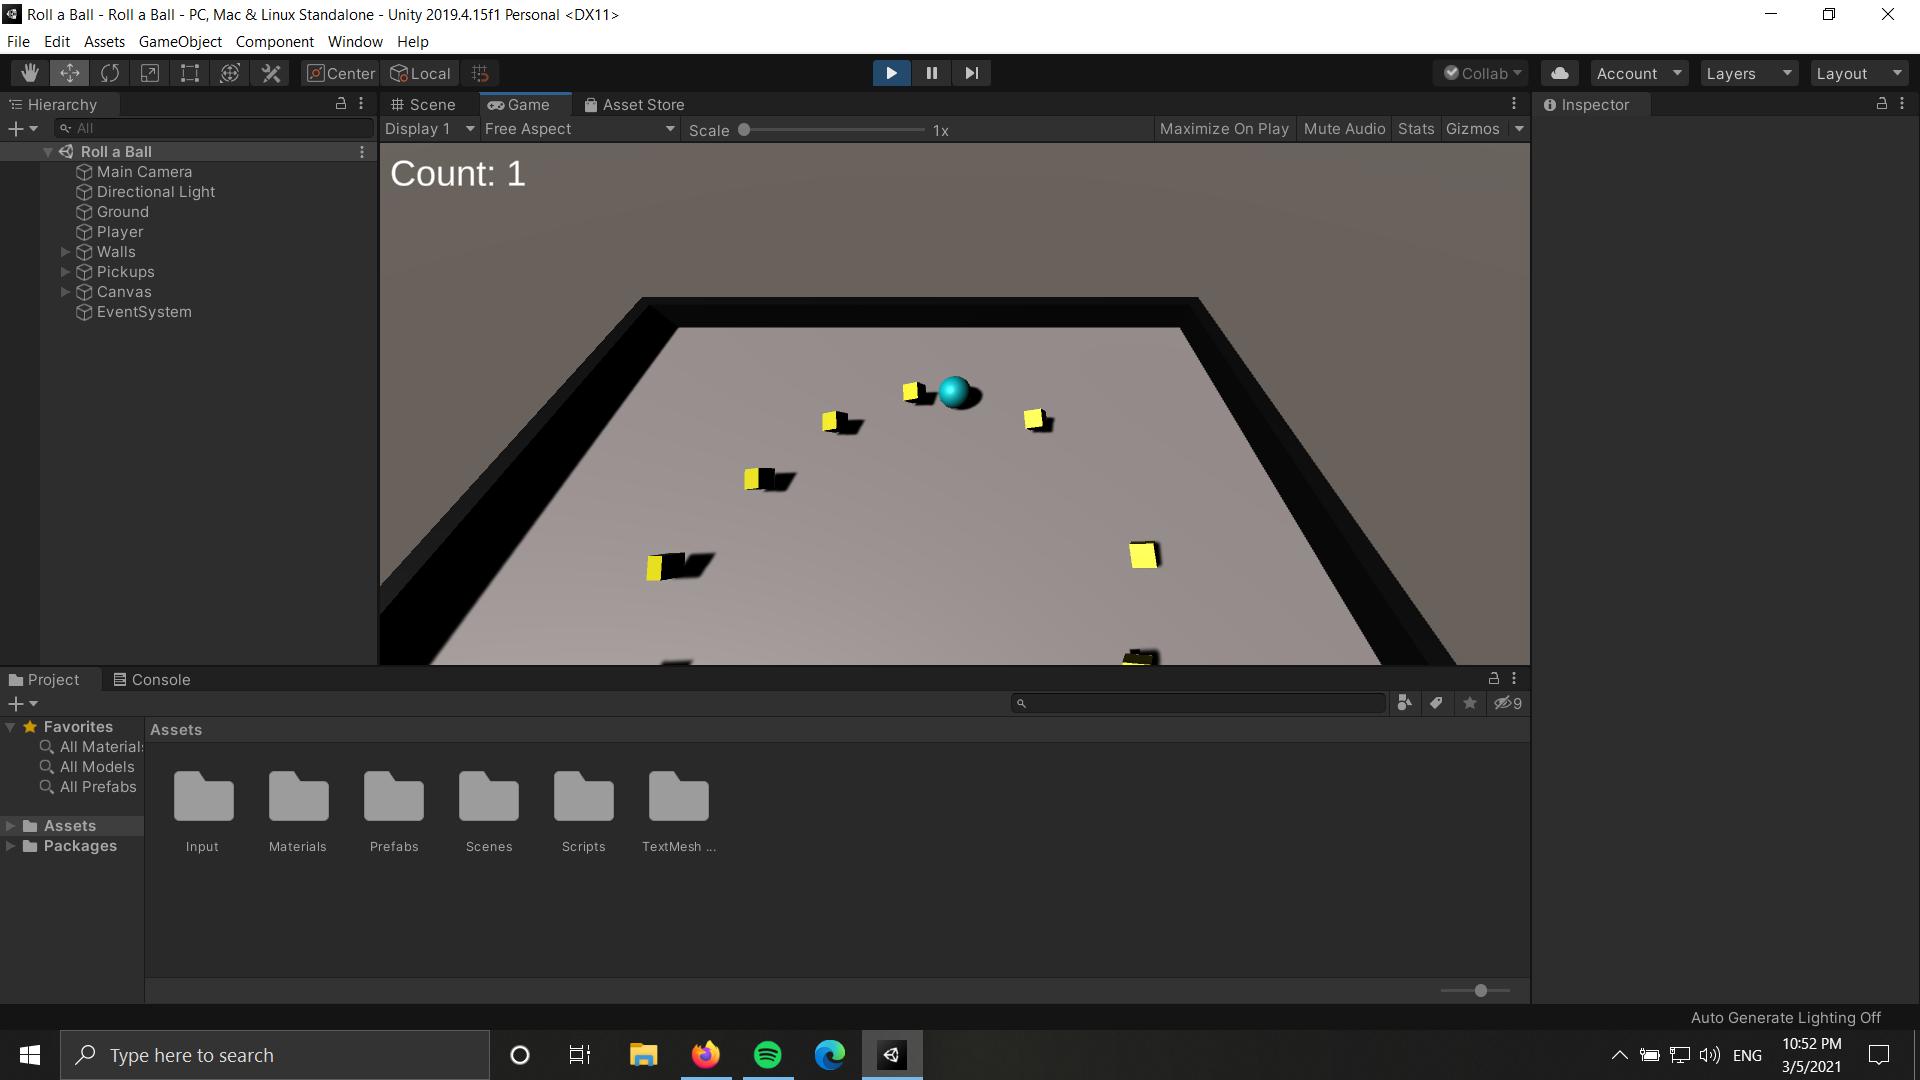 Roll a Ball - Roll a Ball - PC, Mac & Linux Standalone - Unity 2019.4.15f1 Personal <DX11>
File Edit Assets GameObject Component Window Help
Center Local Collab Account Layers Layout
Hierarchy
All
Roll a Ball
Main Camera
Directional Light
Ground
Player
Walls
Pickups
Canvas
EventSystem
Scene Game Asset Store
Display 1 Free Aspect Scale 1x Maximize On Play Mute Audio Stats Gizmos
Count: 1
Inspector
Project Console
9
Favorites
All Materials
All Models
All Prefabs
Assets
Packages
Assets
Input Materials Prefabs Scenes Scripts TextMesh ...
Auto Generate Lighting Off
Type here to search
ENG
10:52 PM
3/5/2021